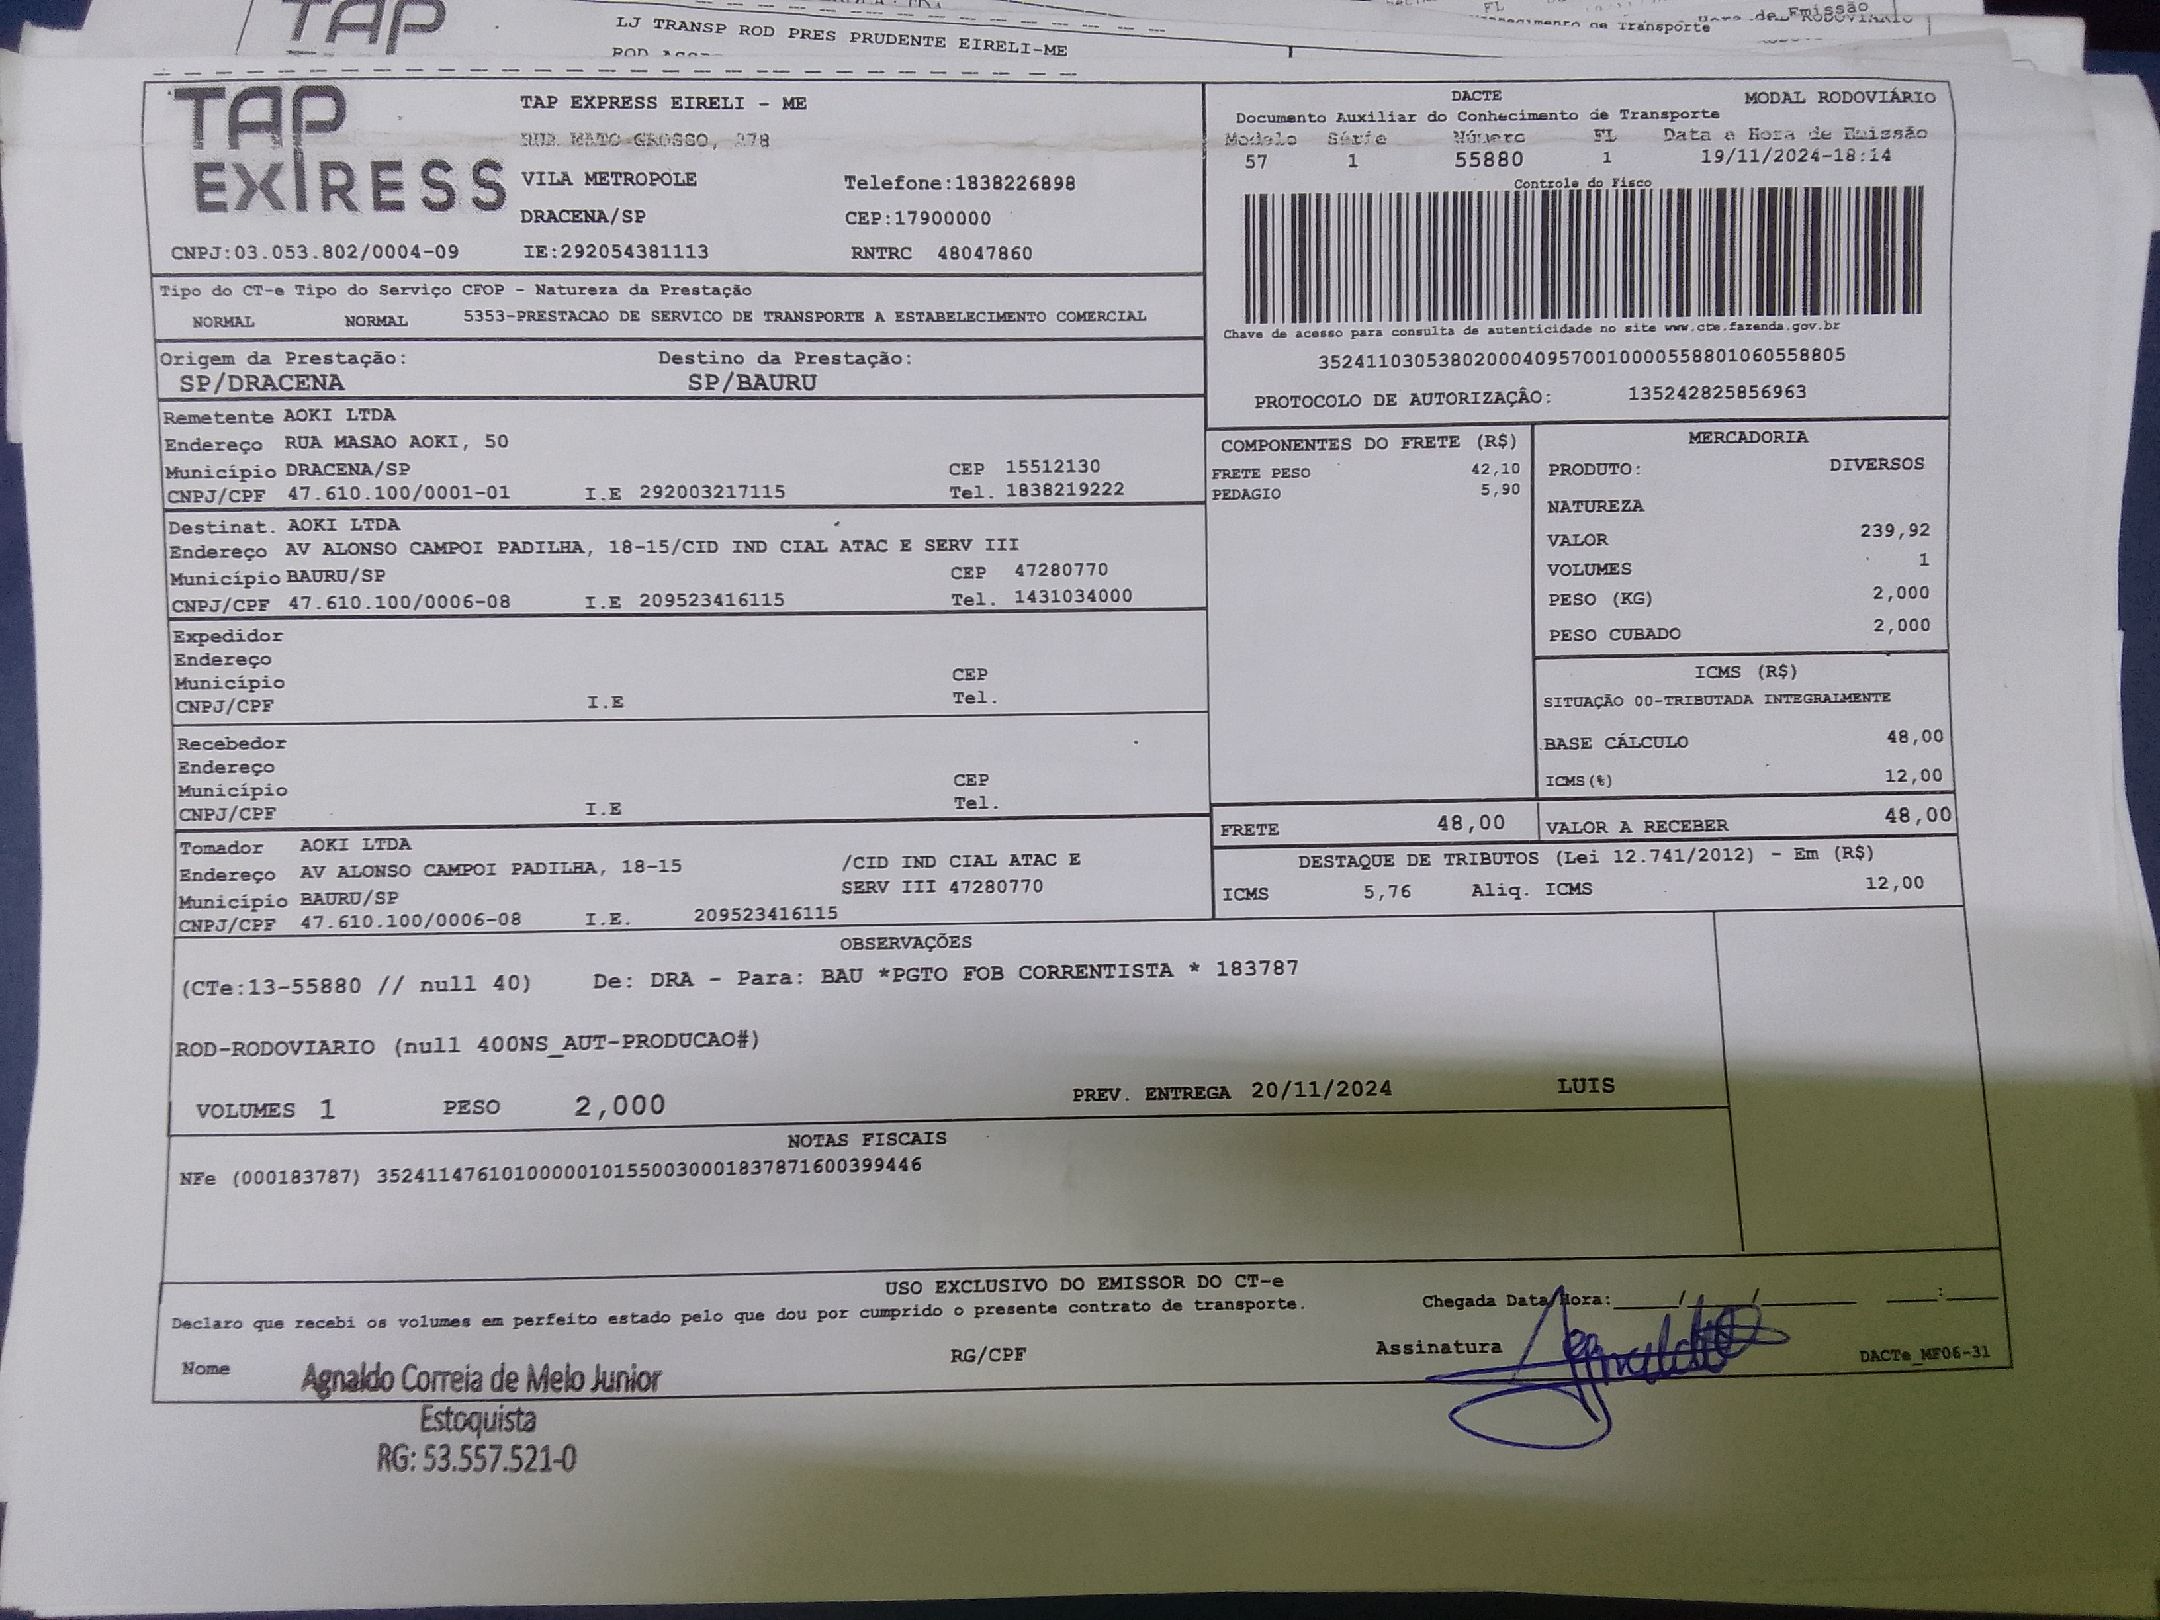 TAP
LJ TRANSP ROD PRES PRUDENTE EIRELI-ME
FL
de Emissão
de Transporte
RODOVIÁRIO
TAP
EXPRESS
TAP EXPRESS EIRELI - ME
RUA MATO GROSSO, 278
VILA METROPOLE Telefone:1838226898
DRACENA/SP CEP:17900000
CNPJ:03.053.802/0004-09 IE:292054381113 RNTRC 48047860
DACTE MODAL RODOVIÁRIO
Documento Auxiliar do Conhecimento de Transporte
Modelo Série Número FL Data e Hora de Emissão
57 1 55880 1 19/11/2024-18:14
Controle do Fisco
Chave de acesso para consulta de autenticidade no site www.cte.fazenda.gov.br
35241103053802000409570010000558801060558805
PROTOCOLO DE AUTORIZAÇÂO: 135242825856963
Tipo do CT-e Tipo do Serviço CFOP - Natureza da Prestação
NORMAL NORMAL 5353-PRESTACAO DE SERVICO DE TRANSPORTE A ESTABELECIMENTO COMERCIAL
Origem da Prestação: Destino da Prestação:
SP/DRACENA SP/BAURU
Remetente AOKI LTDA
Endereço RUA MASAO AOKI, 50
Município DRACENA/SP CEP 15512130
CNPJ/CPF 47.610.100/0001-01 I.E 292003217115 Tel. 1838219222
Destinat. AOKI LTDA
Endereço AV ALONSO CAMPOI PADILHA, 18-15/CID IND CIAL ATAC E SERV III
Município BAURU/SP CEP 47280770
CNPJ/CPF 47.610.100/0006-08 I.E 209523416115 Tel. 1431034000
Expedidor
Endereço
Município CEP
CNPJ/CPF I.E Tel.
Recebedor
Endereço
Município CEP
CNPJ/CPF I.E Tel.
Tomador AOKI LTDA
Endereço AV ALONSO CAMPOI PADILHA, 18-15 /CID IND CIAL ATAC E
Município BAURU/SP SERV III 47280770
CNPJ/CPF 47.610.100/0006-08 I.E. 209523416115
COMPONENTES DO FRETE (R$)
FRETE PESO 42,10
PEDAGIO 5,90
MERCADORIA
PRODUTO: DIVERSOS
NATUREZA
VALOR 239,92
VOLUMES 1
PESO (KG) 2,000
PESO CUBADO 2,000
ICMS (R$)
SITUAÇÃO 00-TRIBUTADA INTEGRALMENTE
BASE CÁLCULO 48,00
ICMS(%) 12,00
FRETE 48,00 VALOR A RECEBER 48,00
DESTAQUE DE TRIBUTOS (Lei 12.741/2012) - Em (R$)
ICMS 5,76 Aliq. ICMS 12,00
OBSERVAÇÕES
(CTe:13-55880 // null 40) De: DRA - Para: BAU *PGTO FOB CORRENTISTA * 183787
ROD-RODOVIARIO (null 400NS_AUT-PRODUCAO#)
VOLUMES 1 PESO 2,000 PREV. ENTREGA 20/11/2024 LUIS
NOTAS FISCAIS
NFe (000183787) 35241147610100000101550030001837871600399446
USO EXCLUSIVO DO EMISSOR DO CT-e
Declaro que recebi os volumes em perfeito estado pelo que dou por cumprido o presente contrato de transporte.
Chegada Data/Hora:_____/_____/_________ _____:_____
Nome RG/CPF Assinatura DACTe_MF06-31
Agnaldo Correia de Melo Junior
Estoquista
RG: 53.557.521-0